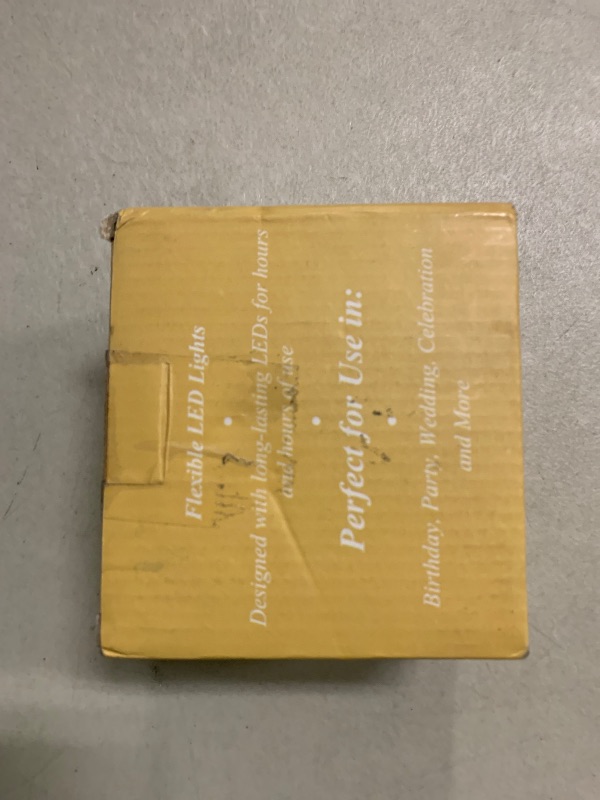 Flexible LED Lights
•
Designed with long-lasting LEDs for hours
and hours of use
•
Perfect for Use in:
•
Birthday, Party, Wedding, Celebration
and More